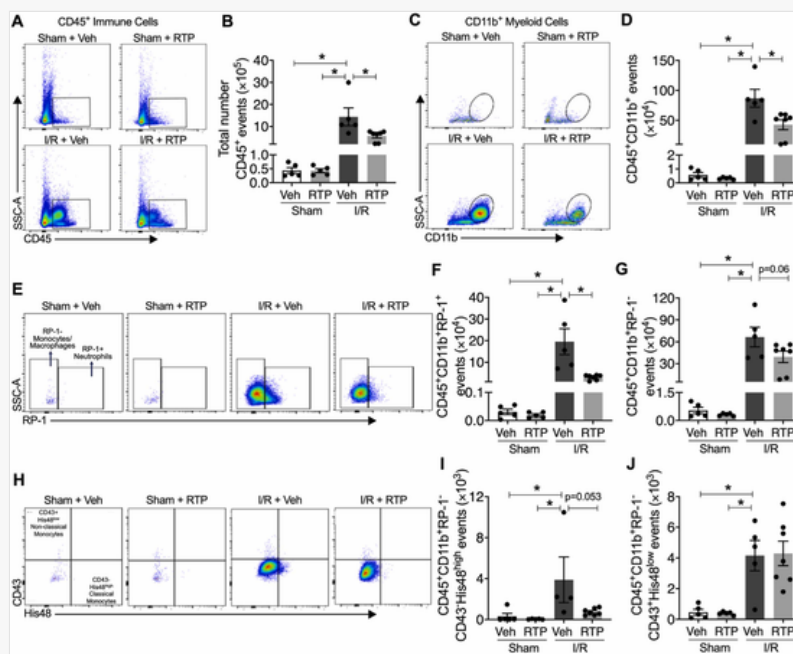 A
CD45⁺ Immune Cells
Sham + Veh
Sham + RTP
I/R + Veh
I/R + RTP
SSC-A
CD45
B
Total number
CD45⁺ events (×10⁵)
40
30
20
10
1.0
0.5
0.0
*
*
*
Veh RTP Veh RTP
Sham
I/R
C
CD11b⁺ Myeloid Cells
Sham + Veh
Sham + RTP
I/R + Veh
I/R + RTP
SSC-A
CD11b
D
CD45⁺CD11b⁺ events
(×10⁴)
150
100
50
2
1
0
*
*
*
Veh RTP Veh RTP
Sham
I/R
E
Sham + Veh
Sham + RTP
I/R + Veh
I/R + RTP
RP-1-
Monocytes/
Macrophages
RP-1+
Neutrophils
SSC-A
RP-1
F
CD45⁺CD11b⁺RP-1⁺
events (×10⁴)
40
30
20
10
0.1
0.0
*
*
*
Veh RTP Veh RTP
Sham
I/R
G
CD45⁺CD11b⁺RP-1⁻
events (×10⁴)
120
90
60
30
1.5
0.0
*
*
p=0.06
Veh RTP Veh RTP
Sham
I/R
H
Sham + Veh
Sham + RTP
I/R + Veh
I/R + RTP
CD43+
His48ˡᵒʷ
Non-classical
Monocytes
CD43-
His48ʰⁱᵍʰ
Classical
Monocytes
CD43
His48
I
CD45⁺CD11b⁺RP-1⁻
CD43⁻His48ʰⁱᵍʰ events (×10³)
12
8
4
0
*
*
p=0.053
Veh RTP Veh RTP
Sham
I/R
J
CD45⁺CD11b⁺RP-1⁻
CD43⁺His48ˡᵒʷ events (×10³)
8
6
4
2
0
*
*
Veh RTP Veh RTP
Sham
I/R